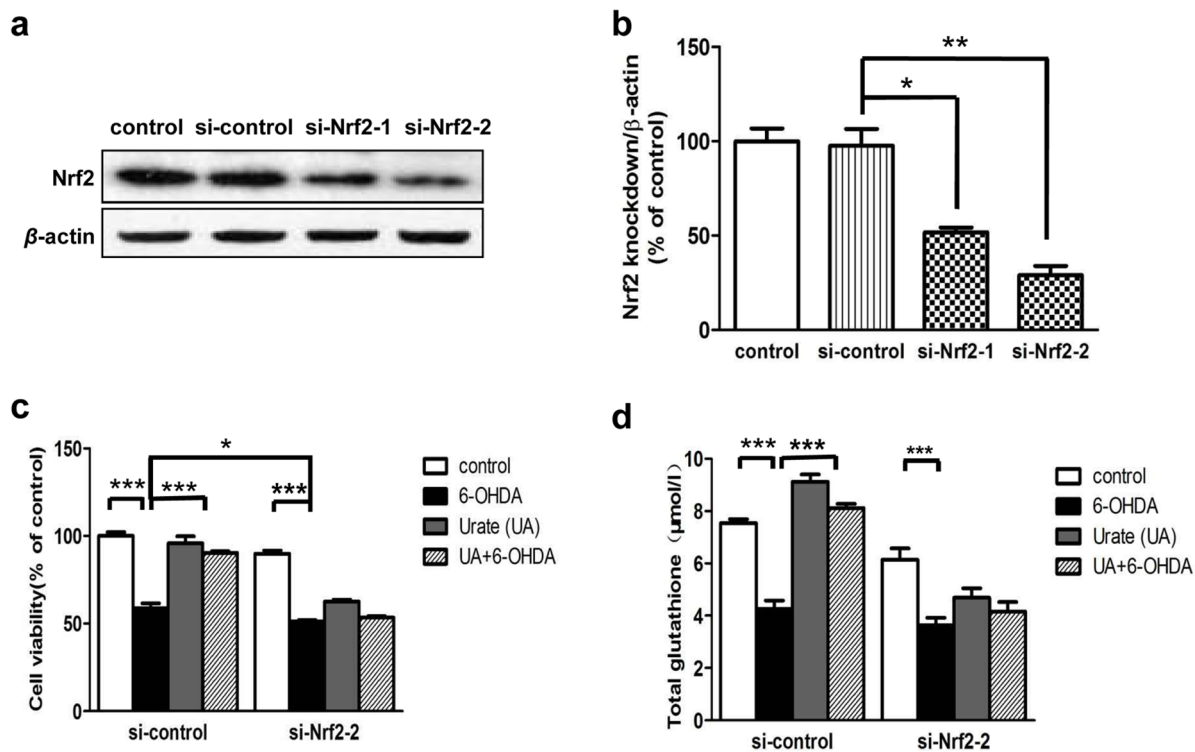 a
control si-control si-Nrf2-1 si-Nrf2-2
Nrf2
β-actin
b
Nrf2 knockdown/β-actin
(% of control)
150
100
50
0
**
*
control si-control si-Nrf2-1 si-Nrf2-2
c
Cell viability(% of control)
150
100
50
0
*
*** *** ***
control
6-OHDA
Urate (UA)
UA+6-OHDA
si-control si-Nrf2-2
d
Total glutathione (μmol/l)
10
8
6
4
2
0
*** *** ***
control
6-OHDA
Urate (UA)
UA+6-OHDA
si-control si-Nrf2-2